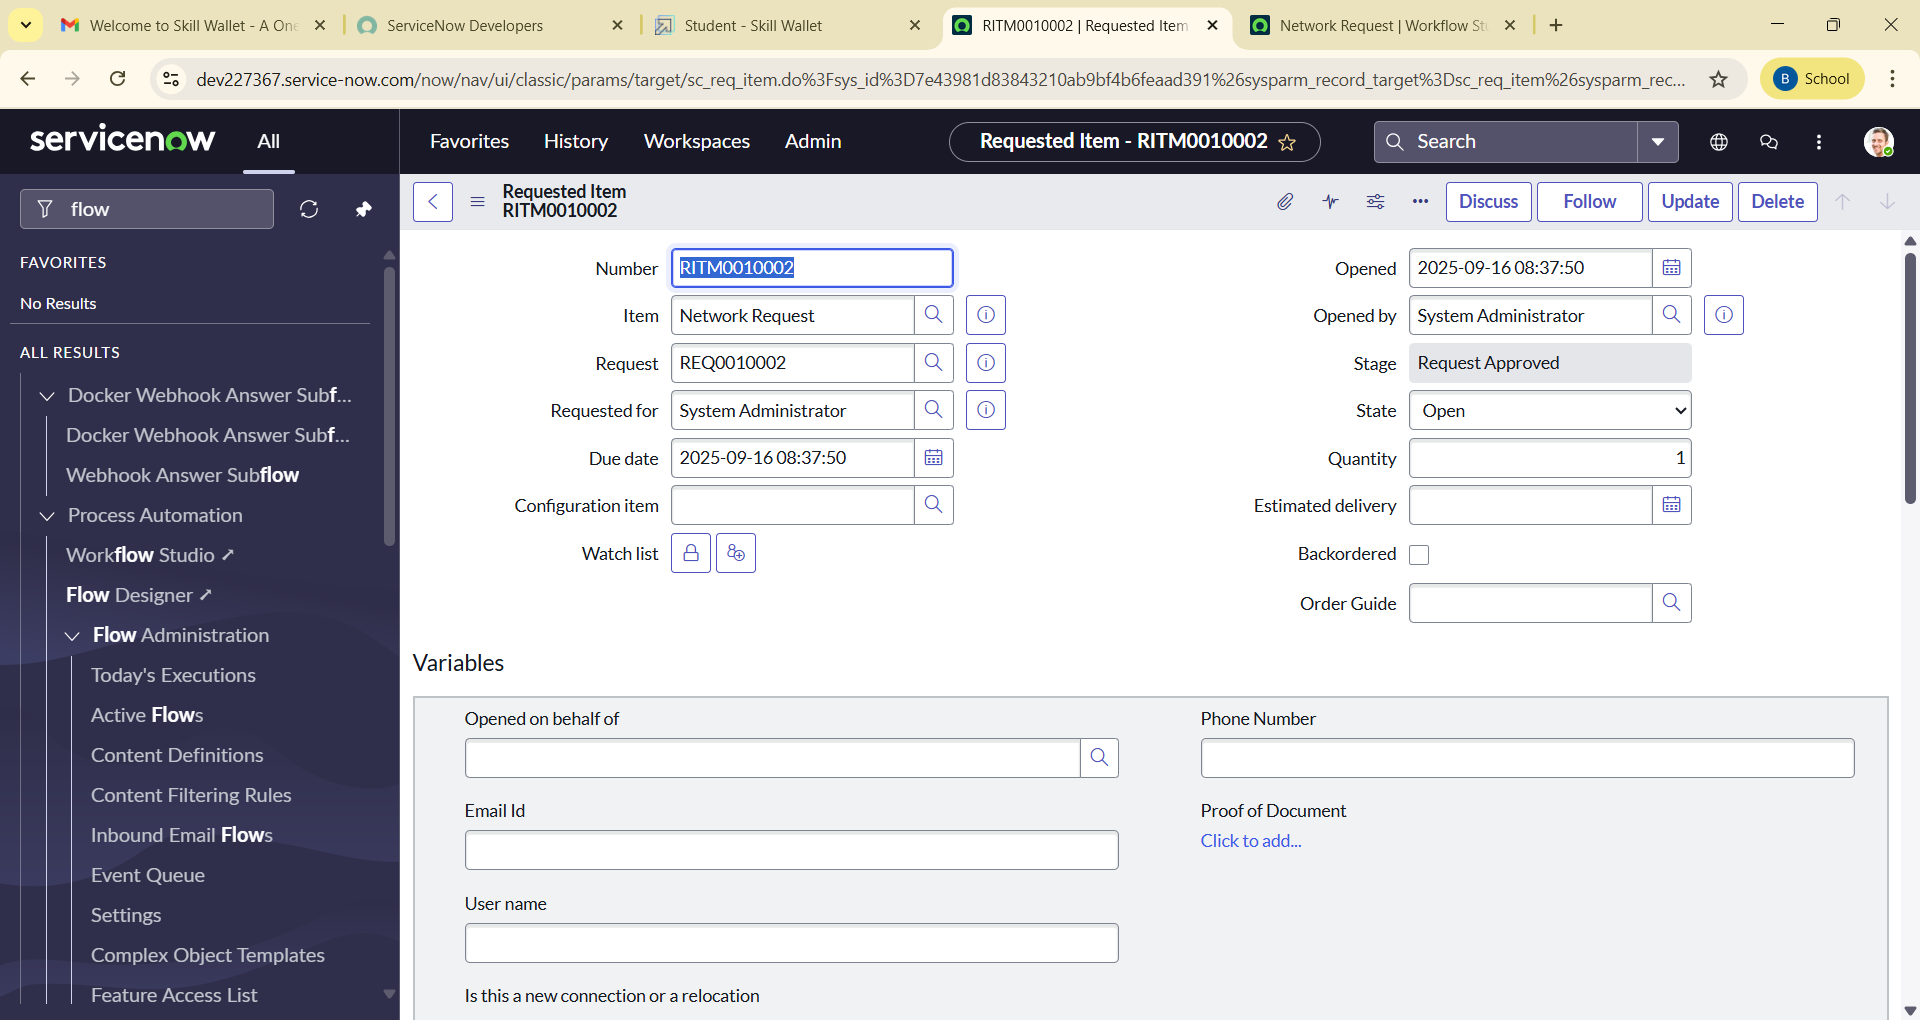 Welcome to Skill Wallet - A One
ServiceNow Developers
Student - Skill Wallet
RITM0010002 | Requested Item
Network Request | Workflow Stu
dev227367.service-now.com/now/nav/ui/classic/params/target/sc_req_item.do%3Fsys_id%3D7e43981d83843210ab9bf4b6feaad391%26sysparm_record_target%3Dsc_req_item%26sysparm_rec...
B School
servicenow
All
Favorites
History
Workspaces
Admin
Requested Item - RITM0010002
Search
flow
Requested Item
RITM0010002
Discuss
Follow
Update
Delete
FAVORITES
No Results
ALL RESULTS
Docker Webhook Answer Subf...
Docker Webhook Answer Subf...
Webhook Answer Subflow
Process Automation
Workflow Studio
Flow Designer
Flow Administration
Today's Executions
Active Flows
Content Definitions
Content Filtering Rules
Inbound Email Flows
Event Queue
Settings
Complex Object Templates
Feature Access List
Number RITM0010002
Item Network Request
Request REQ0010002
Requested for System Administrator
Due date 2025-09-16 08:37:50
Configuration item
Watch list
Opened 2025-09-16 08:37:50
Opened by System Administrator
Stage Request Approved
State Open
Quantity 1
Estimated delivery
Backordered
Order Guide
Variables
Opened on behalf of
Email Id
User name
Is this a new connection or a relocation
Phone Number
Proof of Document
Click to add...